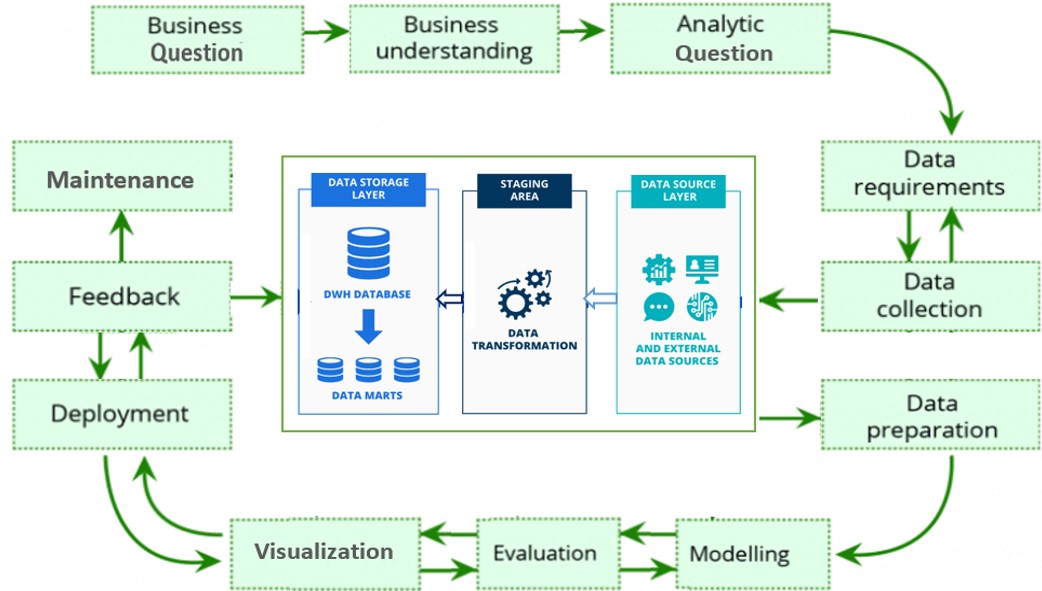 Business
Question
Business
understanding
Analytic
Question
Maintenance
Data
requirements
DATA STORAGE
LAYER
STAGING
AREA
DATA SOURCE
LAYER
Feedback
DWH DATABASE
DATA
TRANSFORMATION
INTERNAL
AND EXTERNAL
DATA SOURCES
Data
collection
DATA MARTS
Deployment
Data
preparation
Visualization
Evaluation
Modelling